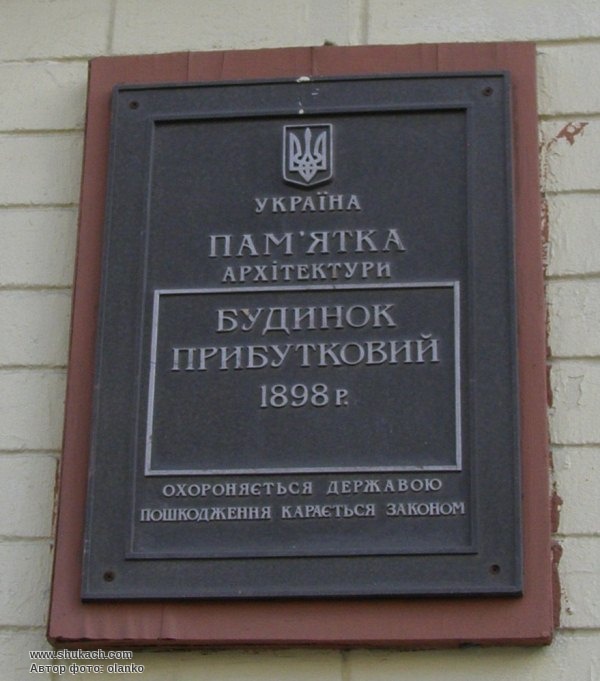 УКРАЇНА
ПАМ'ЯТКА
АРХІТЕКТУРИ
БУДИНОК
ПРИБУТКОВИЙ
1898 Р.
ОХОРОНЯЄТЬСЯ ДЕРЖАВОЮ
ПОШКОДЖЕННЯ КАРАЄТЬСЯ ЗАКОНОМ
www.shukach.com
Автор фото: olanko